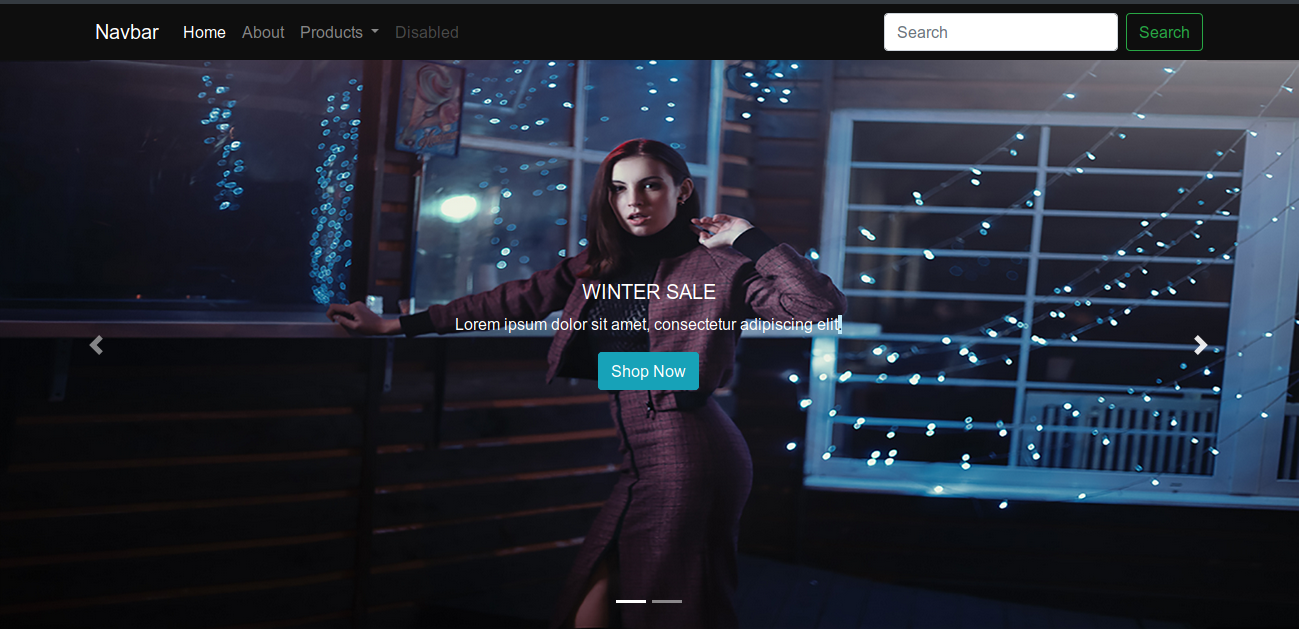 Navbar Home About Products Disabled Search Search
WINTER SALE
Lorem ipsum dolor sit amet, consectetur adipiscing elit.
Shop Now